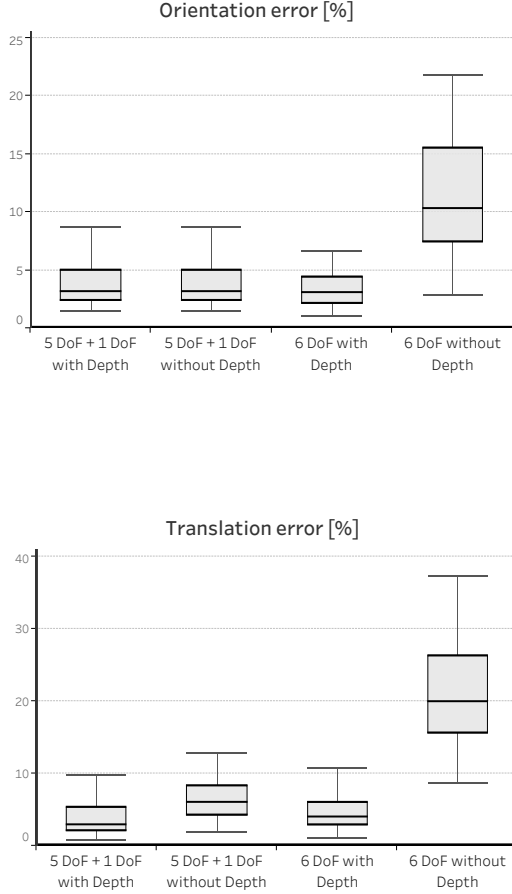 Orientation error [%]
25
20
15
10
5
0
5 DoF + 1 DoF
with Depth
5 DoF + 1 DoF
without Depth
6 DoF with
Depth
6 DoF without
Depth
Translation error [%]
40
30
20
10
0
5 DoF + 1 DoF
with Depth
5 DoF + 1 DoF
without Depth
6 DoF with
Depth
6 DoF without
Depth